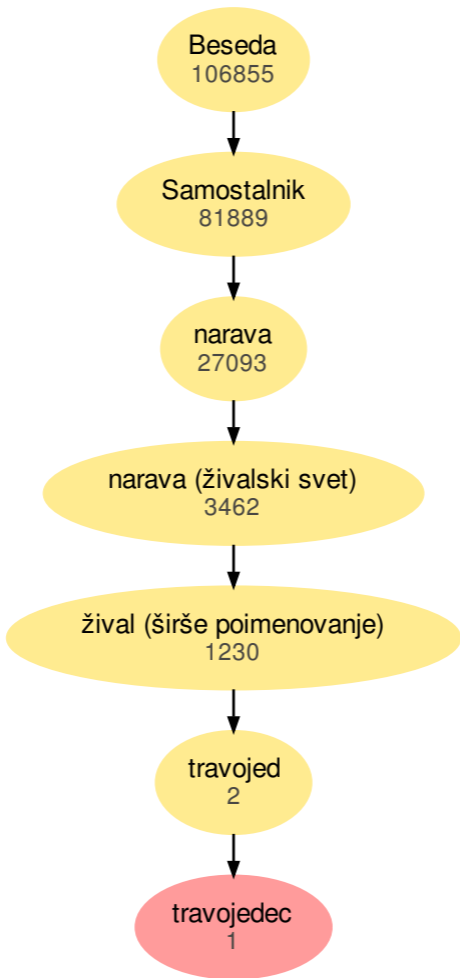 Beseda
106855
Samostalnik
81889
narava
27093
narava (živalski svet)
3462
žival (širše poimenovanje)
1230
travojed
2
travojedec
1